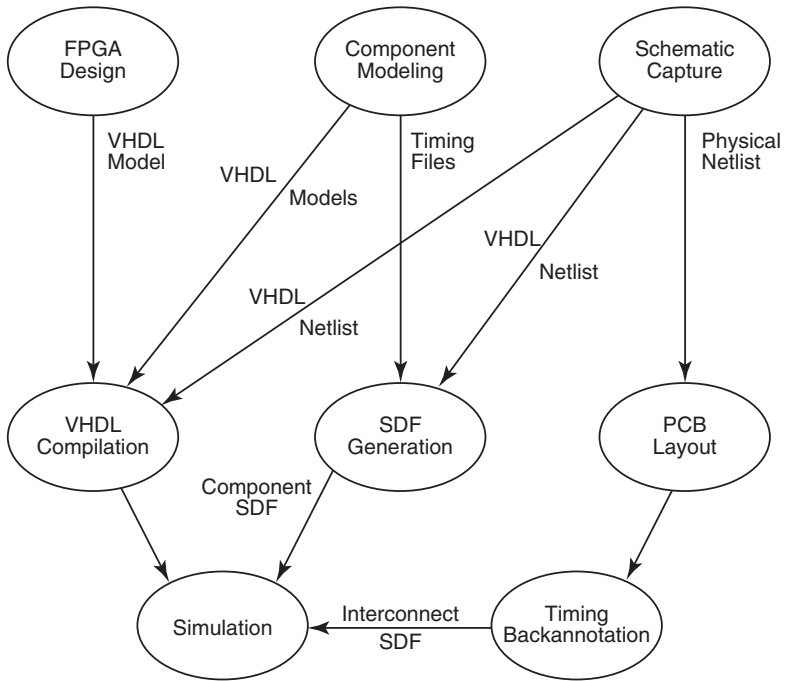 FPGA
Design
Component
Modeling
Schematic
Capture
VHDL
Model
Timing
Files
Physical
Netlist
VHDL
Models
VHDL
Netlist
VHDL
Netlist
VHDL
Compilation
SDF
Generation
PCB
Layout
Component
SDF
Simulation
Interconnect
SDF
Timing
Backannotation